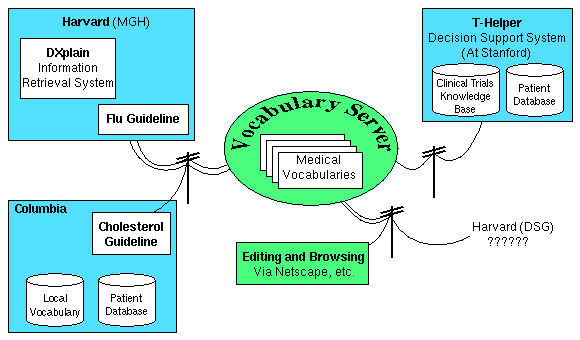 Harvard (MGH)
DXplain
Information
Retrieval System
Flu Guideline
T-Helper
Decision Support System
(At Stanford)
Clinical Trials
Knowledge
Base
Patient
Database
Vocabulary Server
Medical
Vocabularies
Columbia
Cholesterol
Guideline
Local
Vocabulary
Patient
Database
Editing and Browsing
Via Netscape, etc.
Harvard (DSG)
??????